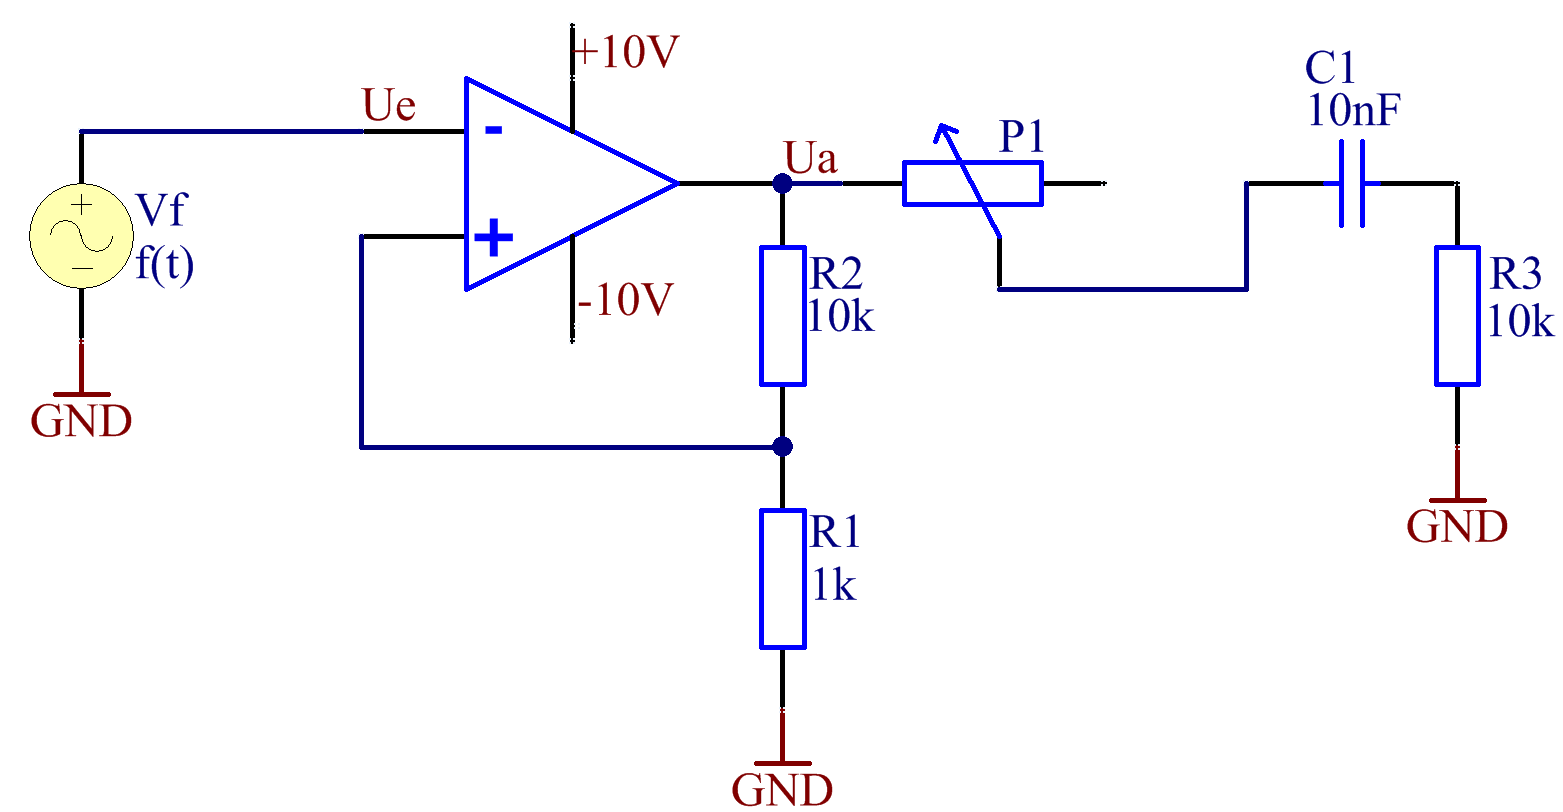 +10V
C1
10nF
Ue
-
P1
Ua
Vf
f(t)
+
R2
10k
R3
10k
-10V
GND
R1
1k
GND
GND